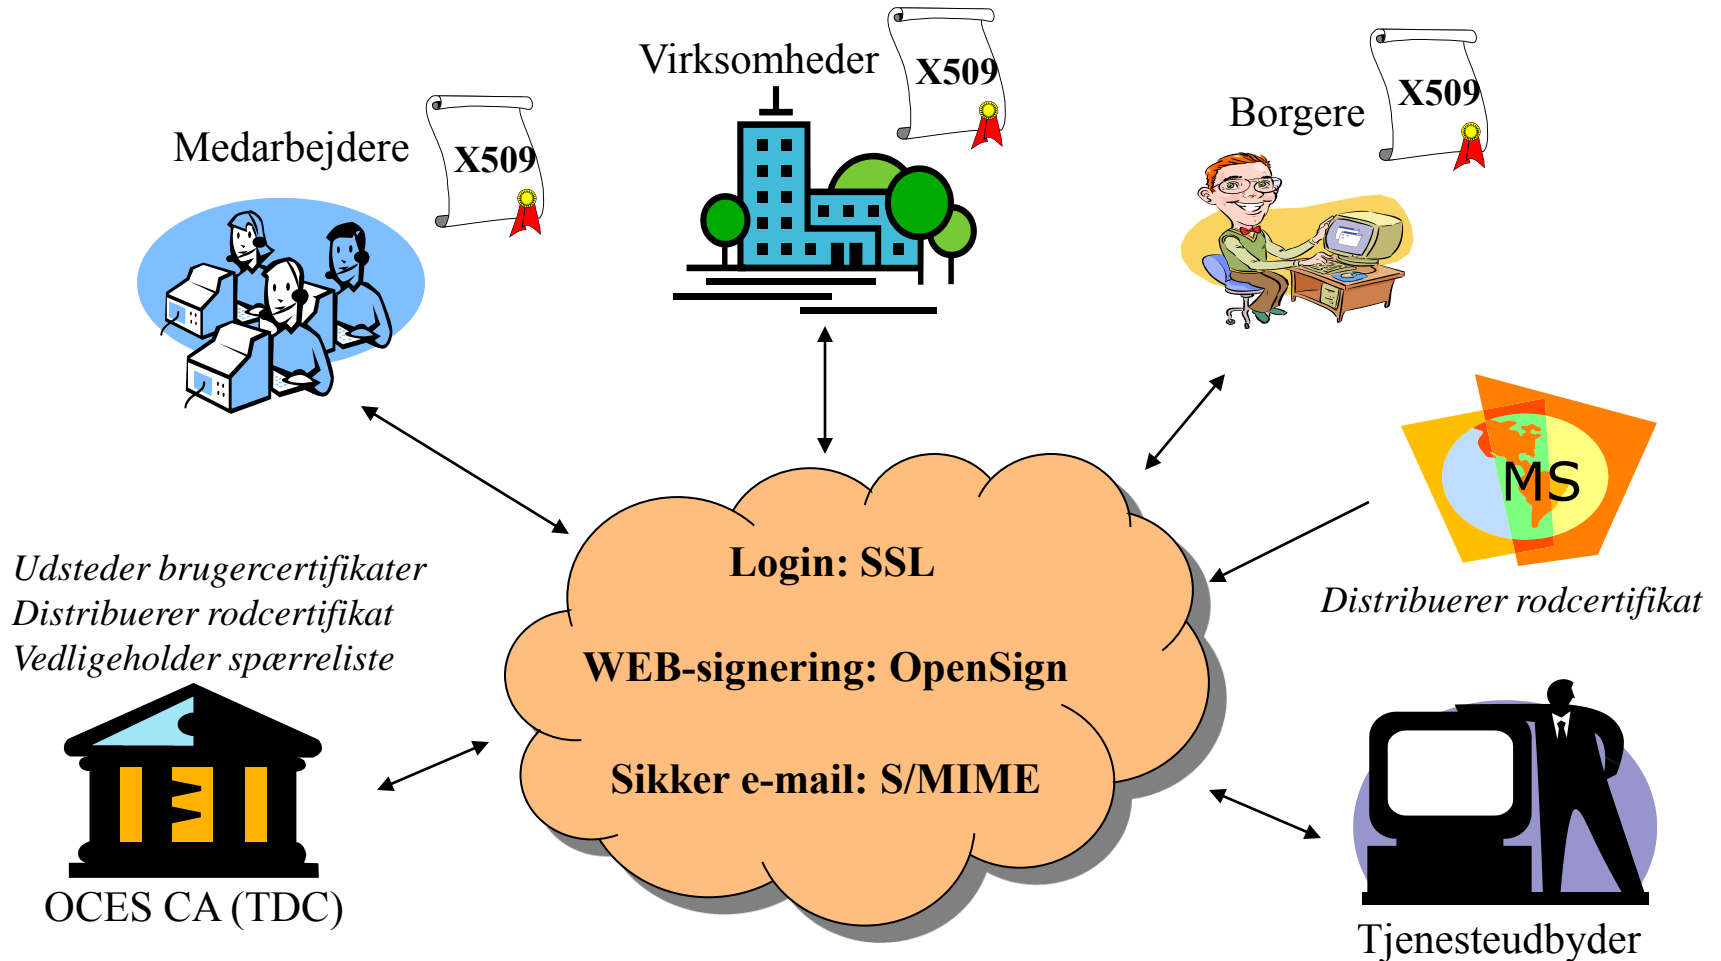 Virksomheder
X509
Borgere
X509
Medarbejdere
X509
MS
Distribuerer rodcertifikat
Login: SSL
WEB-signering: OpenSign
Sikker e-mail: S/MIME
Udsteder brugercertifikater
Distribuerer rodcertifikat
Vedligeholder spærreliste
OCES CA (TDC)
Tjenesteudbyder